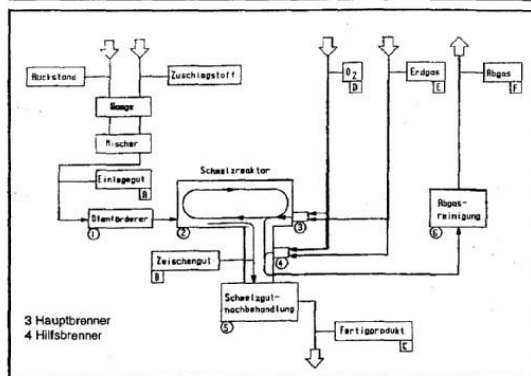 Rückstand
Zuschlagstoff
O₂
D
Erdgas
E
Abgas
F
Mischer
Einlagegut
A
Schmelzreaktor
Ofenförderer
1
2
3
4
Abgas-
reinigung
6
Zwischengut
B
Schmelzgut-
nachbehandlung
5
Fertigprodukt
C
3 Hauptbrenner
4 Hilfsbrenner